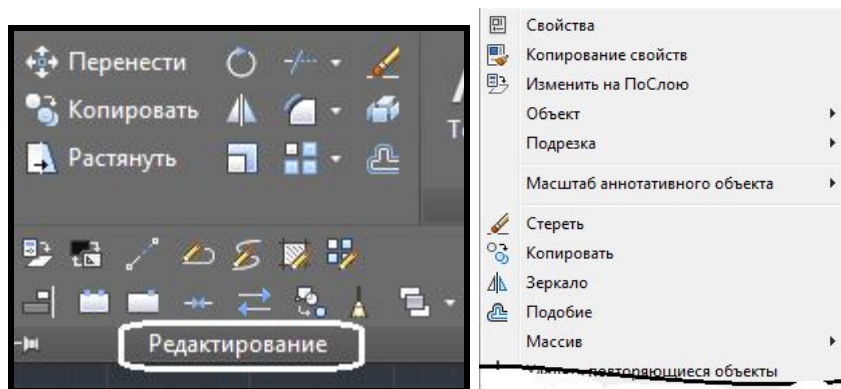 Перенести
Копировать
Растянуть
Редактирование
Свойства
Копирование свойств
Изменить на ПоСлою
Объект
Подрезка
Масштаб аннотативного объекта
Стереть
Копировать
Зеркало
Подобие
Массив
повторяющиеся объекты